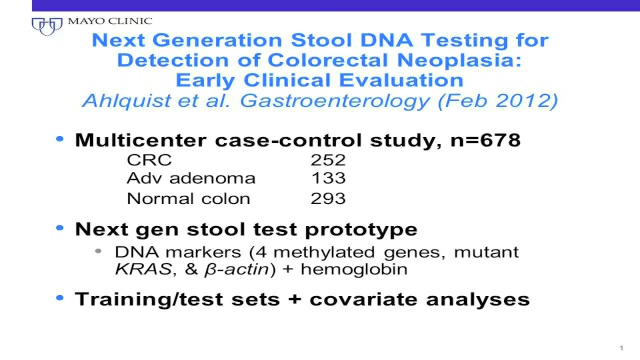 MAYO CLINIC
Next Generation Stool DNA Testing for
Detection of Colorectal Neoplasia:
Early Clinical Evaluation
Ahlquist et al. Gastroenterology (Feb 2012)
• Multicenter case-control study, n=678
CRC 252
Adv adenoma 133
Normal colon 293
• Next gen stool test prototype
• DNA markers (4 methylated genes, mutant
KRAS, & β-actin) + hemoglobin
• Training/test sets + covariate analyses
1